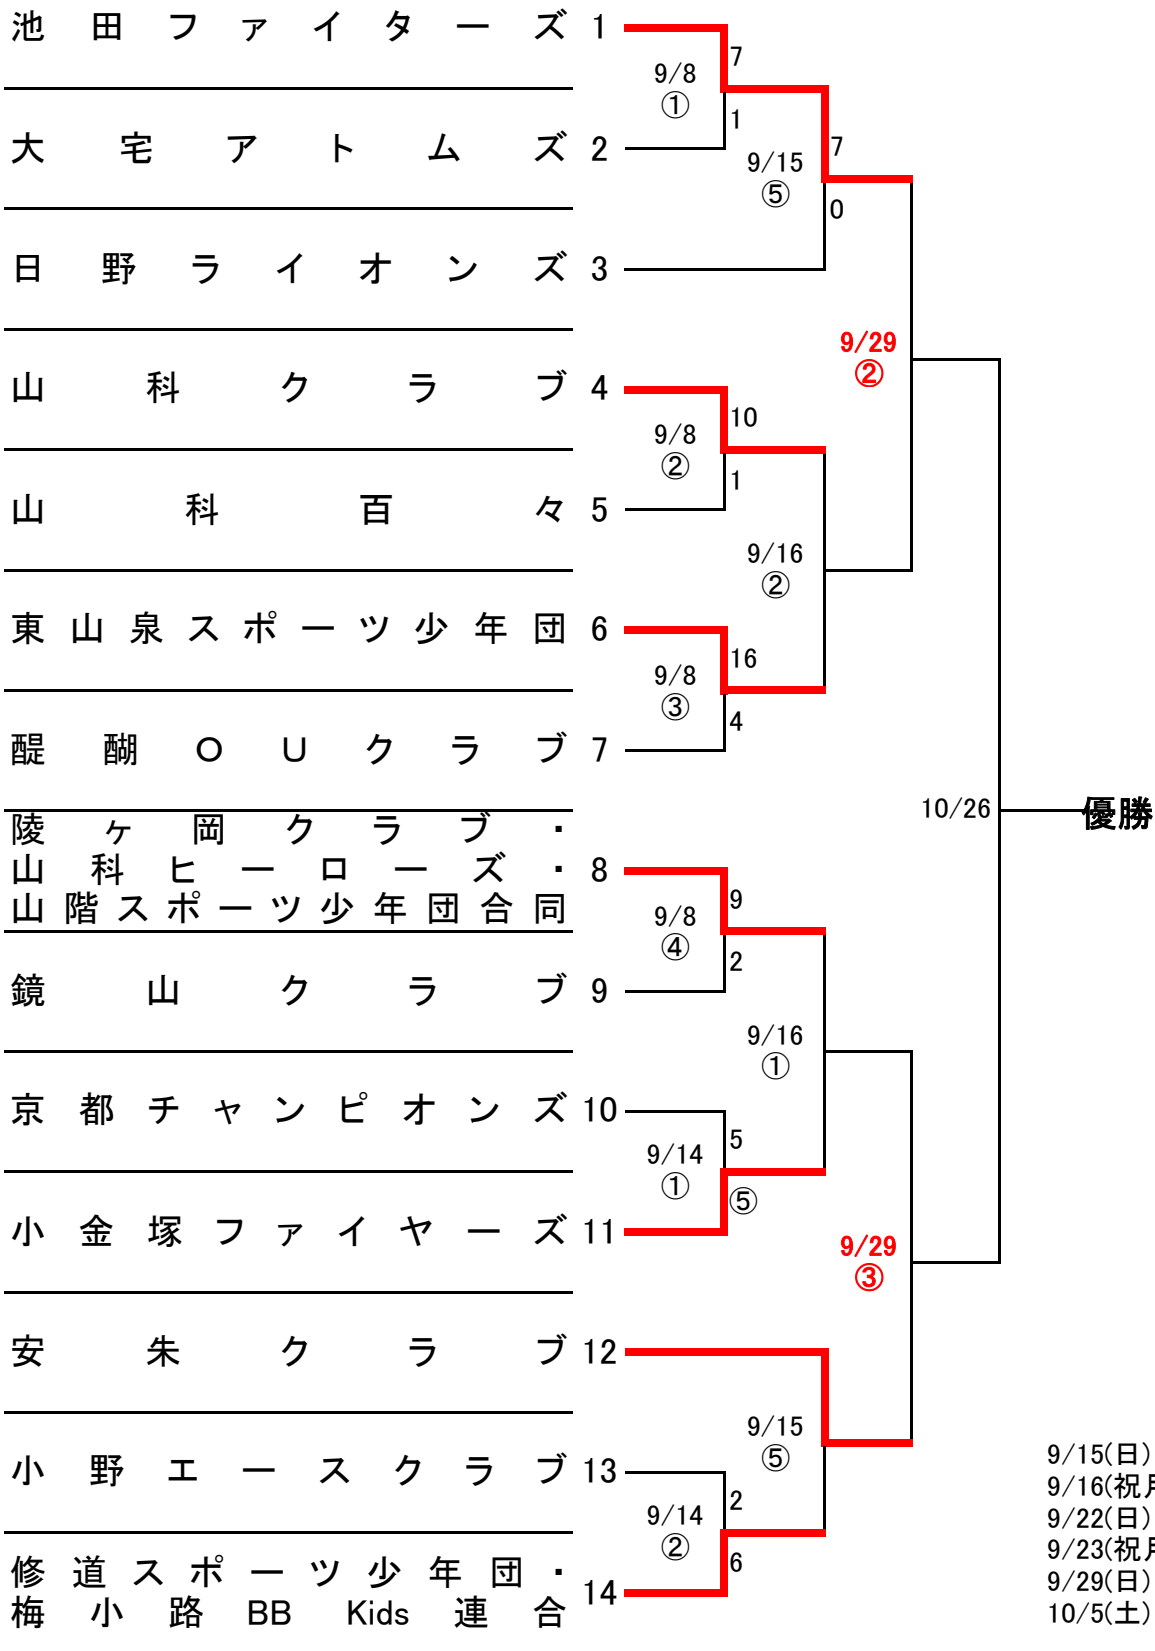 池田ファイターズ 1
7
9/8
①
1
大宅アトムズ 2
7
9/15
⑤
0
日野ライオンズ 3
9/29
②
山科クラブ 4
10
9/8
②
1
山科百々 5
9/16
②
東山泉スポーツ少年団 6
16
9/8
③
4
醍醐OUクラブ 7
10/26
優勝
陵ヶ岡クラブ・
山科ヒーローズ・ 8
山階スポーツ少年団合同
9
9/8
④
2
鏡山クラブ 9
9/16
①
京都チャンピオンズ 10
5
9/14
①
⑤
小金塚ファイヤーズ 11
9/29
③
安朱クラブ 12
9/15
⑤
小野エースクラブ 13
2
9/14
②
6
修道スポーツ少年団・
14
梅小路BB Kids連合
9/15(日)
9/16(祝月
9/22(日)
9/23(祝月
9/29(日)
10/5(土)